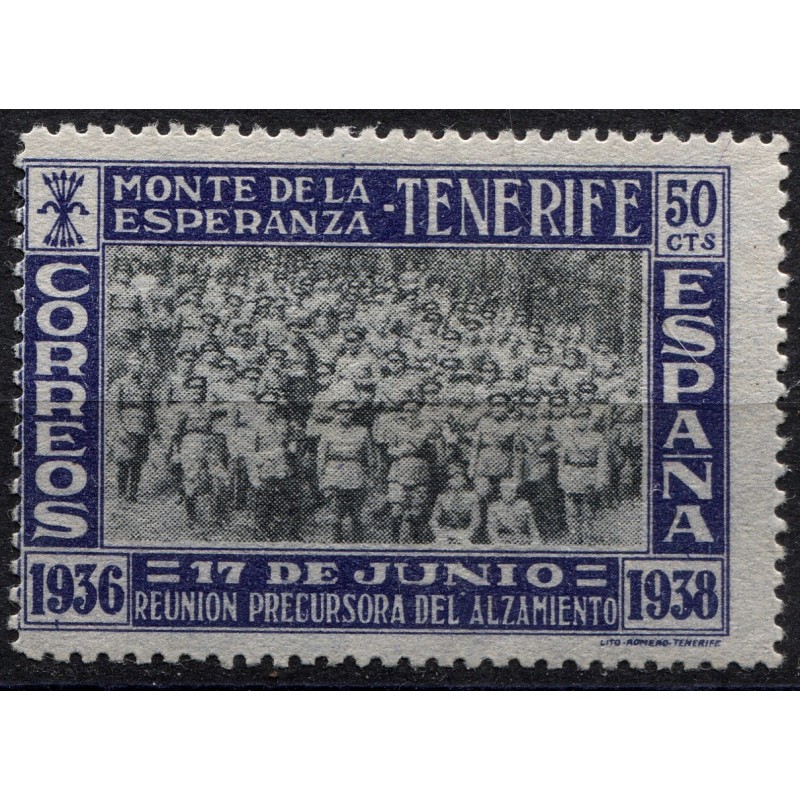 MONTE DE LA
ESPERANZA
-TENERIFE
50
CTS
CORREOS
ESPAÑA
1936
=17 DE JUNIO=
REUNION PRECURSORA DEL ALZAMIENTO
1938
LITO-ROMERO-TENERIFE